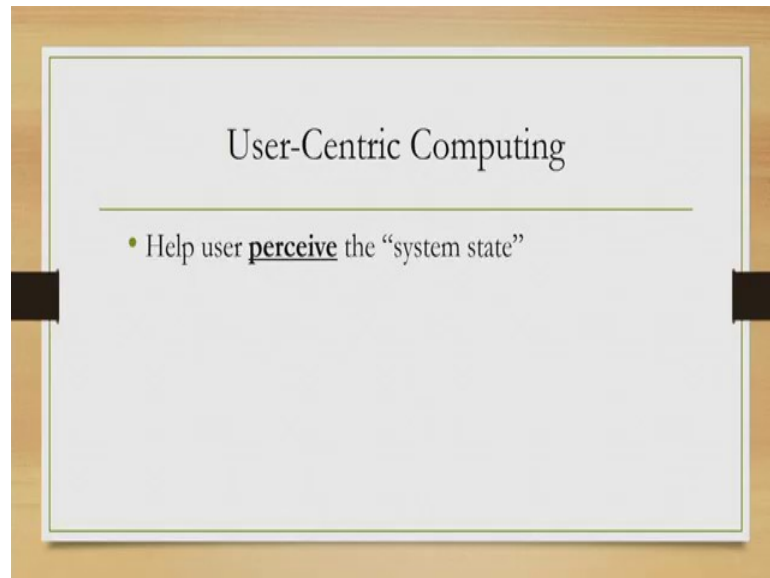 User-Centric Computing
• Help user perceive the “system state”